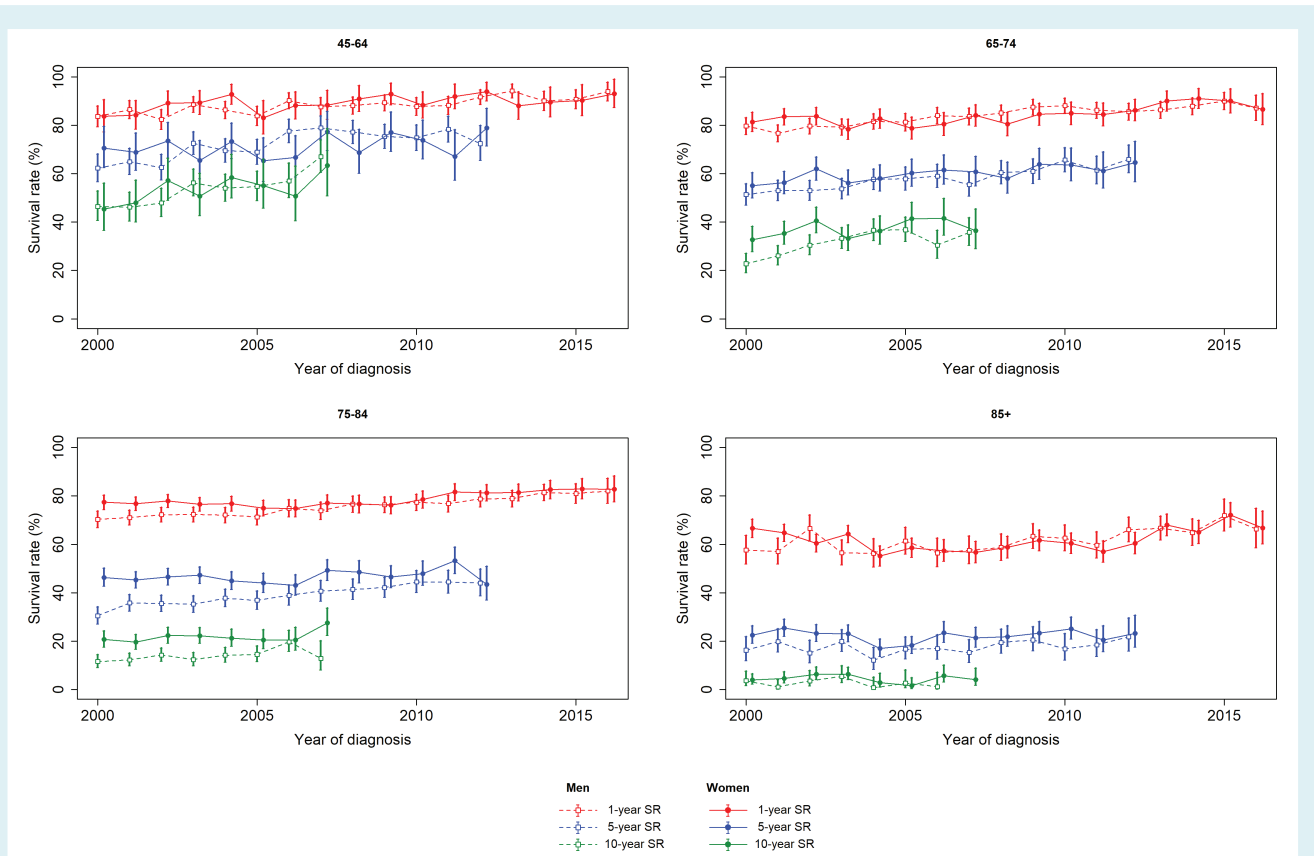 45-64
65-74
Survival rate (%)
0 20 40 60 80 100
2000 2005 2010 2015
Year of diagnosis
Survival rate (%)
0 20 40 60 80 100
2000 2005 2010 2015
Year of diagnosis
75-84
85+
Survival rate (%)
0 20 40 60 80 100
2000 2005 2010 2015
Year of diagnosis
Survival rate (%)
0 20 40 60 80 100
2000 2005 2010 2015
Year of diagnosis
Men Women
1-year SR 1-year SR
5-year SR 5-year SR
10-year SR 10-year SR